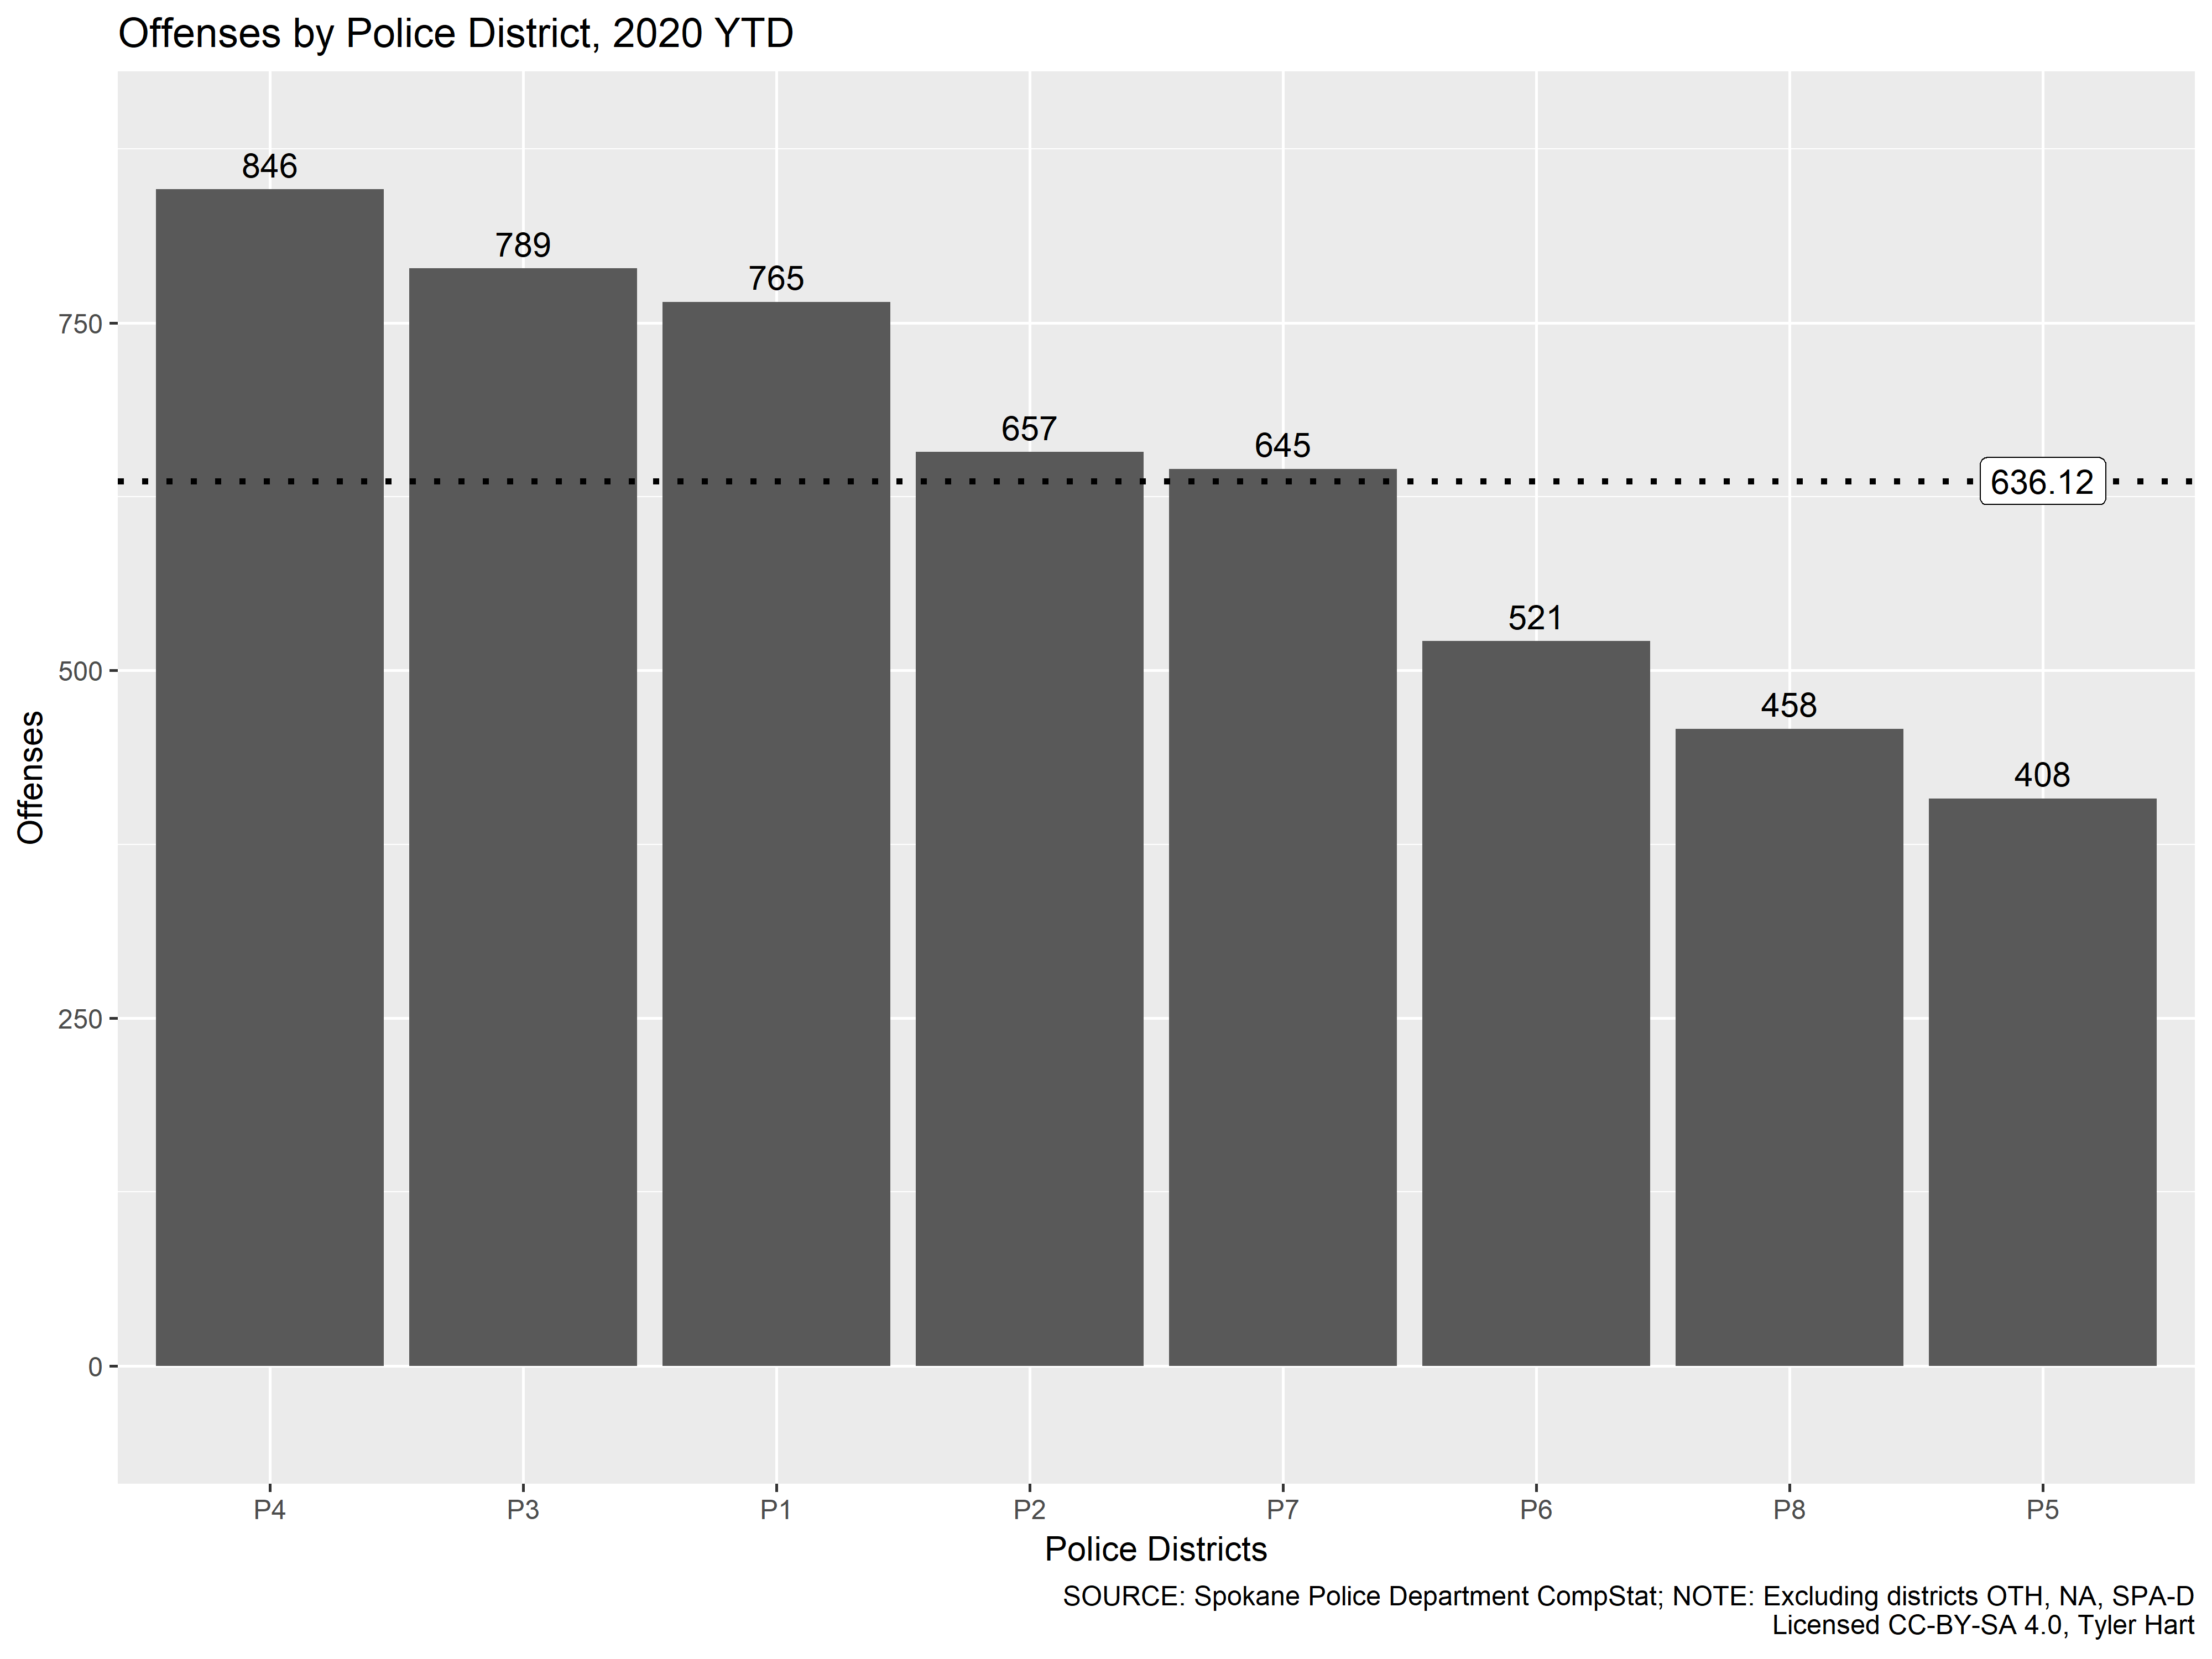 Offenses by Police District, 2020 YTD
846
789
765
657
645
636.12
521
458
408
750
500
250
0
Offenses
P4 P3 P1 P2 P7 P6 P8 P5
Police Districts
SOURCE: Spokane Police Department CompStat; NOTE: Excluding districts OTH, NA, SPA-D
Licensed CC-BY-SA 4.0, Tyler Hart